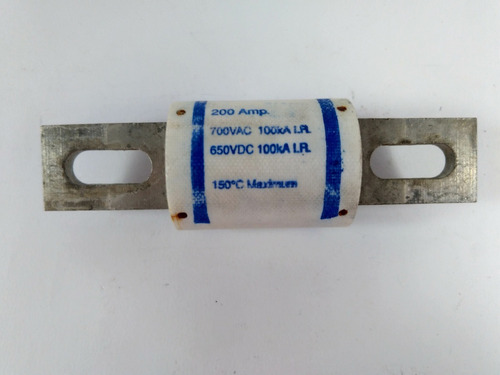 200 Amp.
700VAC 100kA I.R.
650VDC 100kA I.R.
150°C Maximum